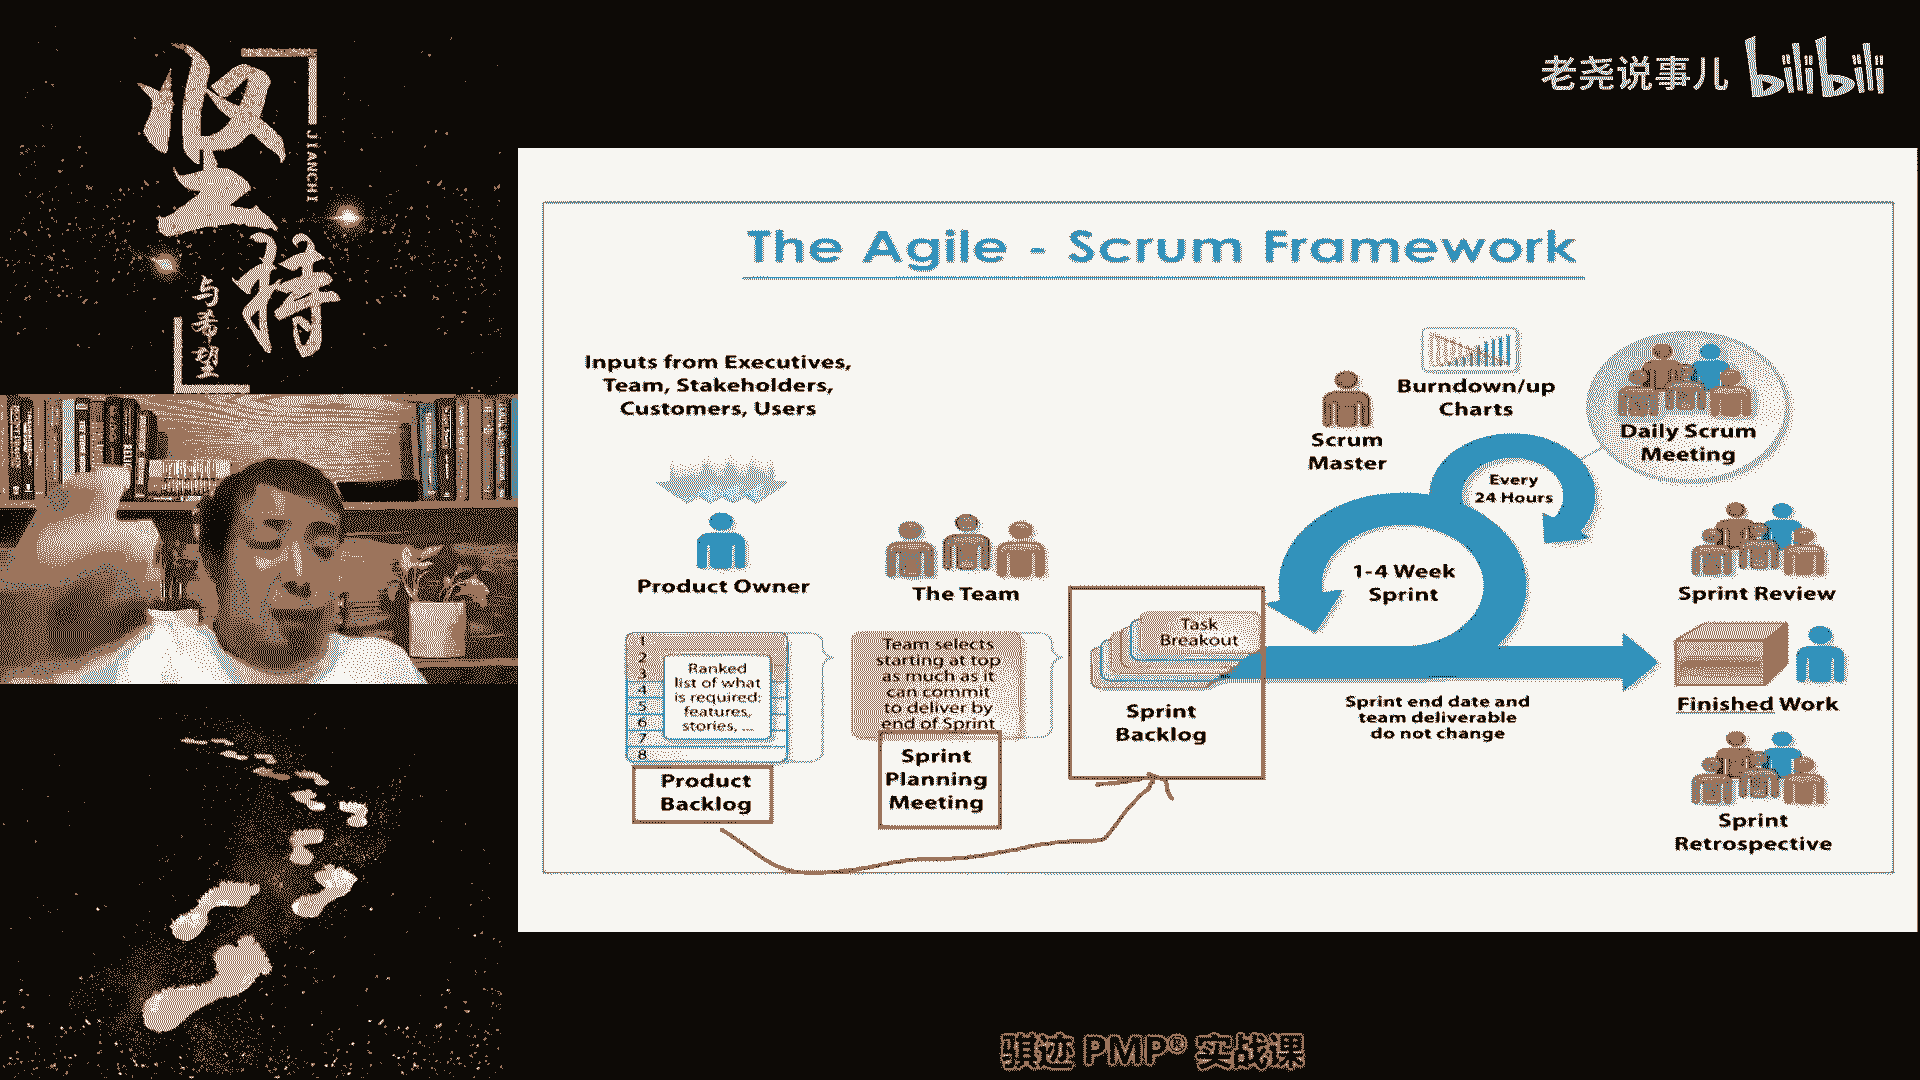 坚
持
JIANCHI
与希望
老尧说事儿 bilibili
The Agile - Scrum Framework
Inputs from Executives,
Team, Stakeholders,
Customers, Users
Product Owner
The Team
1
2
3
4
5
6
7
8
Ranked
list of what
is required:
features,
stories, ...
Product
Backlog
Team selects
starting at top
as much as it
can commit
to deliver by
end of Sprint
Sprint
Planning
Meeting
Task
Breakout
Sprint
Backlog
Scrum
Master
Burndown/up
Charts
Every
24 Hours
1-4 Week
Sprint
Sprint end date and
team deliverable
do not change
Daily Scrum
Meeting
Sprint Review
Finished Work
Sprint
Retrospective
骐迹 PMP® 实战课